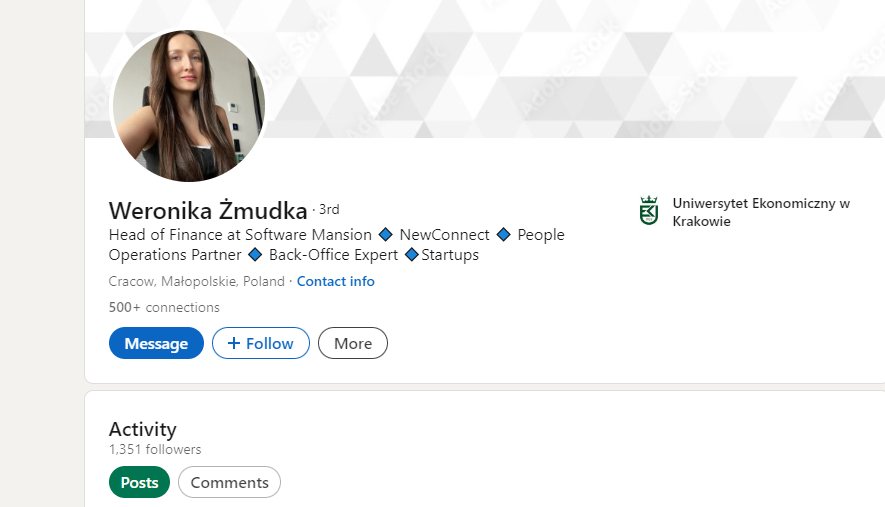 Weronika Żmudka · 3rd
Head of Finance at Software Mansion 🔷 NewConnect 🔷 People
Operations Partner 🔷 Back-Office Expert 🔷Startups
Cracow, Małopolskie, Poland · Contact info
500+ connections
Message
+ Follow
More
Uniwersytet Ekonomiczny w
Krakowie
Activity
1,351 followers
Posts
Comments